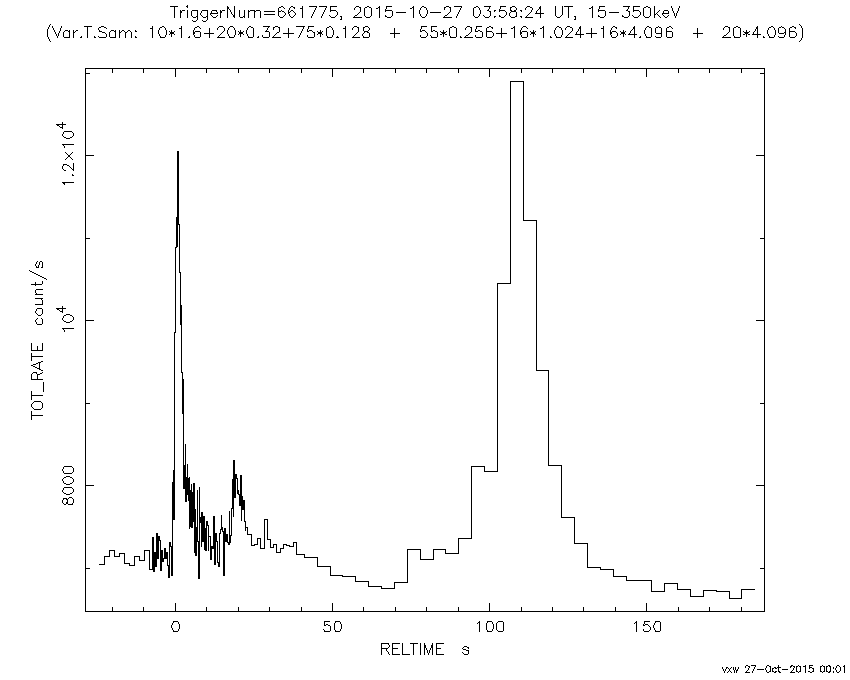 TriggerNum=661775, 2015-10-27 03:58:24 UT, 15-350keV
(Var.T.Sam: 10*1.6+20*0.32+75*0.128 + 55*0.256+16*1.024+16*4.096 + 20*4.096)
1.2×10⁴
10⁴
8000
TOT_RATE count/s
0 50 100 150
RELTIME s
vxw 27-Oct-2015 00:01